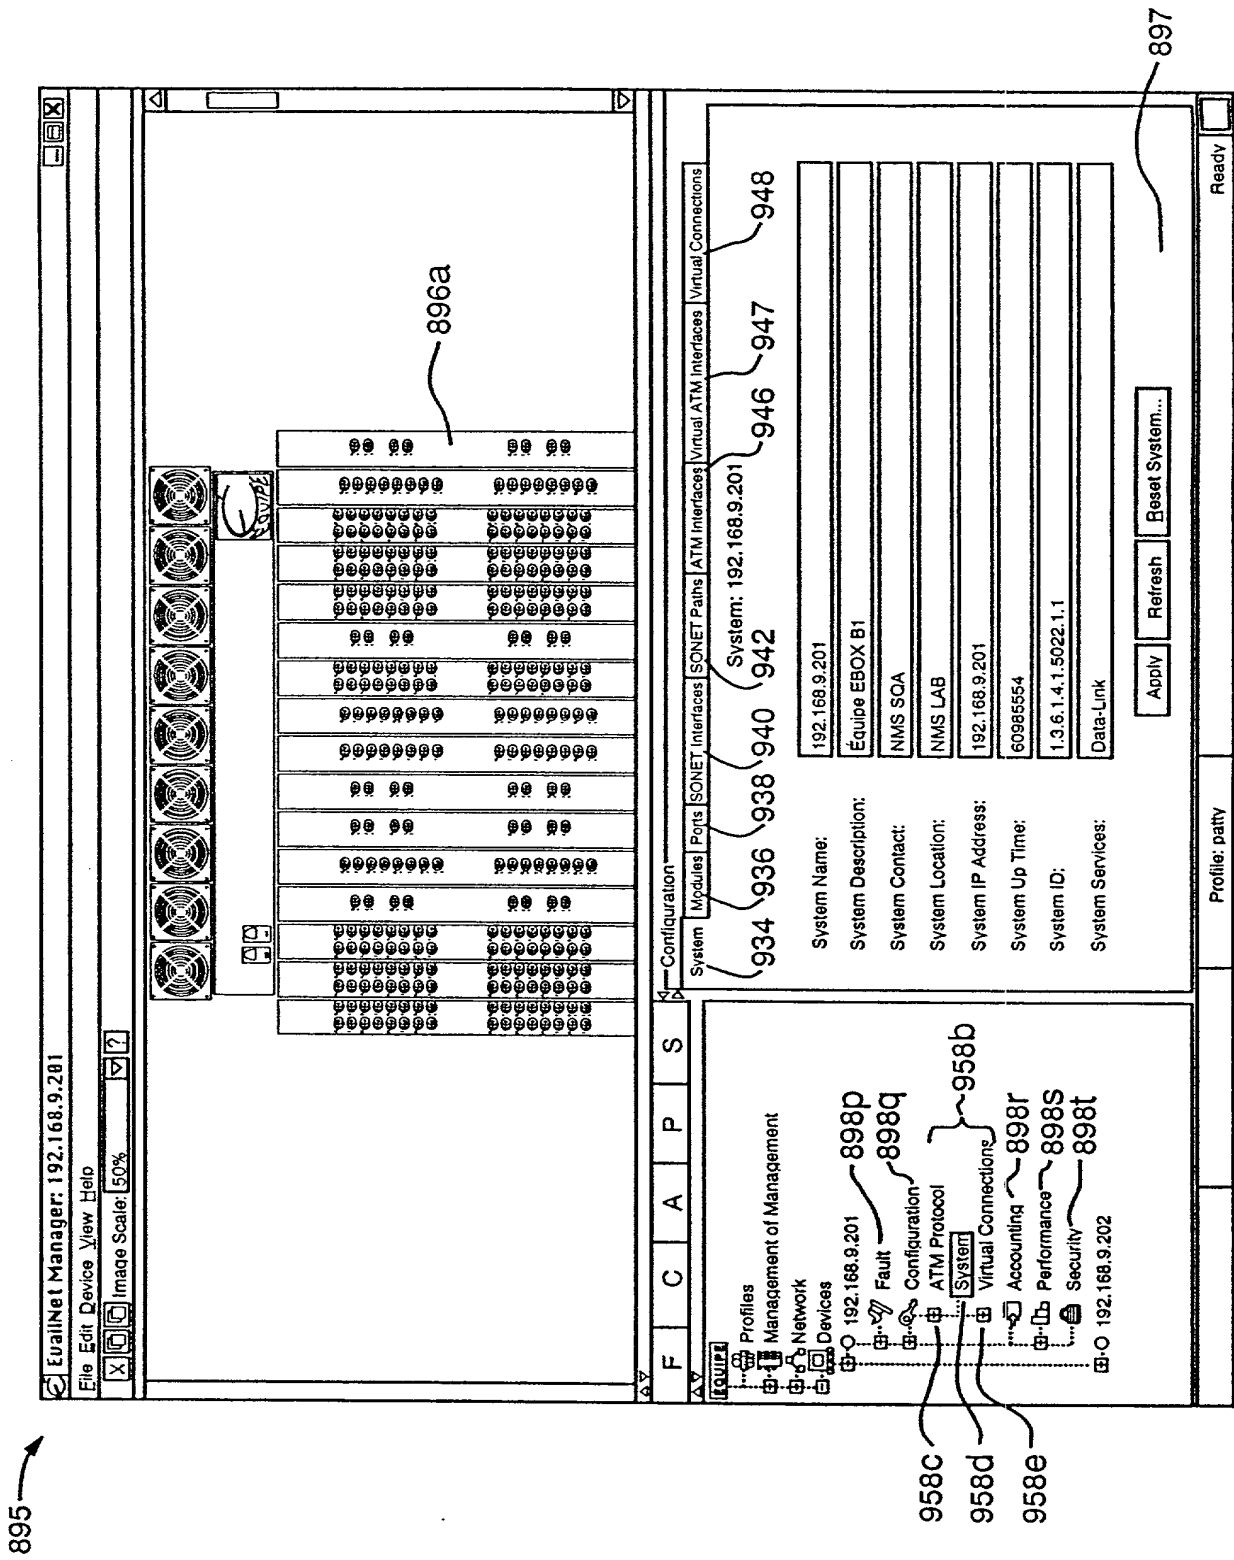 895
EuailNet Manager: 192.168.9.201
File Edit Device View Help
Image Scale: 50% ?
EQUIPE
896a
F C A P S
EQUIPE
Profiles
Management of Management
Network
Devices
192.168.9.201
898p
Fault
898q
Configuration
ATM Protocol
958b
System
Virtual Connections
Accounting
898r
Performance
898s
Security
898t
192.168.9.202
958c
958d
958e
Configuration
System Modules Ports SONET Interfaces SONET Paths ATM Interfaces Virtual ATM Interfaces Virtual Connections
934 936 938 940 942 946 947 948
System: 192.168.9.201
System Name: 192.168.9.201
System Description: Équipe EBOX B1
System Contact: NMS SQA
System Location: NMS LAB
System IP Address: 192.168.9.201
System Up Time: 60985554
System ID: 1.3.6.1.4.1.5022.1.1
System Services: Data-Link
Apply Refresh Reset System...
897
Profile: patty
Ready